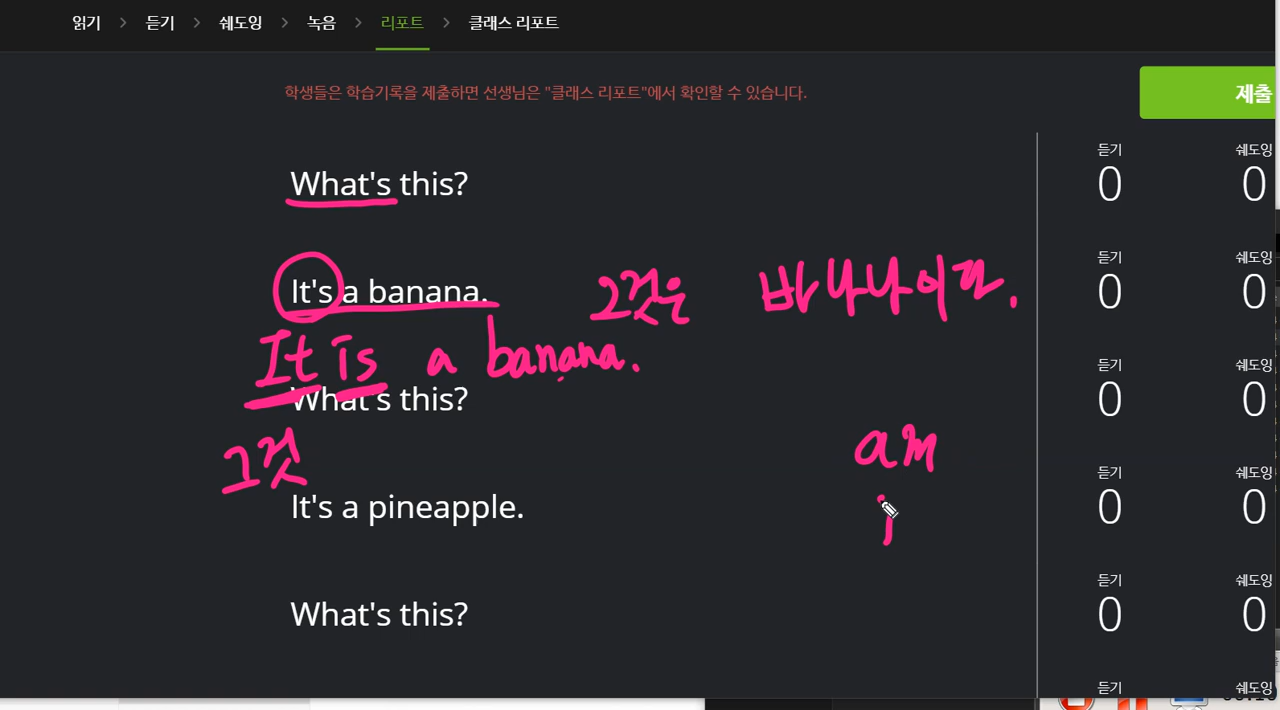 읽기 > 듣기 > 쉐도잉 > 녹음 > 리포트 > 클래스 리포트
학생들은 학습기록을 제출하면 선생님은 "클래스 리포트"에서 확인할 수 있습니다.
제출
What's this?
듣기 쉐도잉
0 0
It's a banana.
그것은 바나나이다.
듣기 쉐도잉
0 0
It is a banana.
What's this?
듣기 쉐도잉
0 0
그것
am
It's a pineapple.
i
듣기 쉐도잉
0 0
What's this?
듣기 쉐도잉
0 0
듣기 쉐도잉